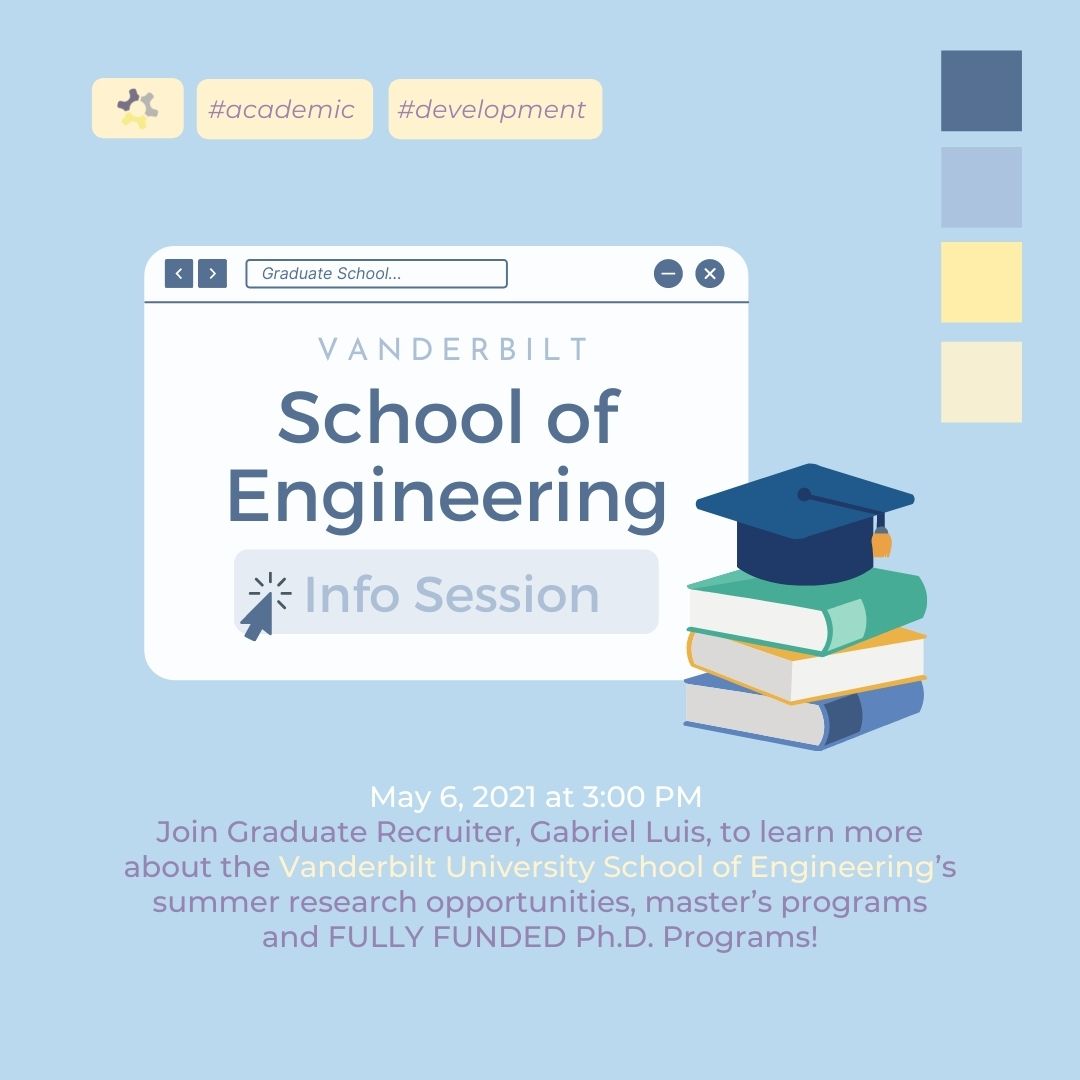 #academic #development
Graduate School...
VANDERBILT
School of
Engineering
Info Session
May 6, 2021 at 3:00 PM
Join Graduate Recruiter, Gabriel Luis, to learn more
about the Vanderbilt University School of Engineering’s
summer research opportunities, master’s programs
and FULLY FUNDED Ph.D. Programs!